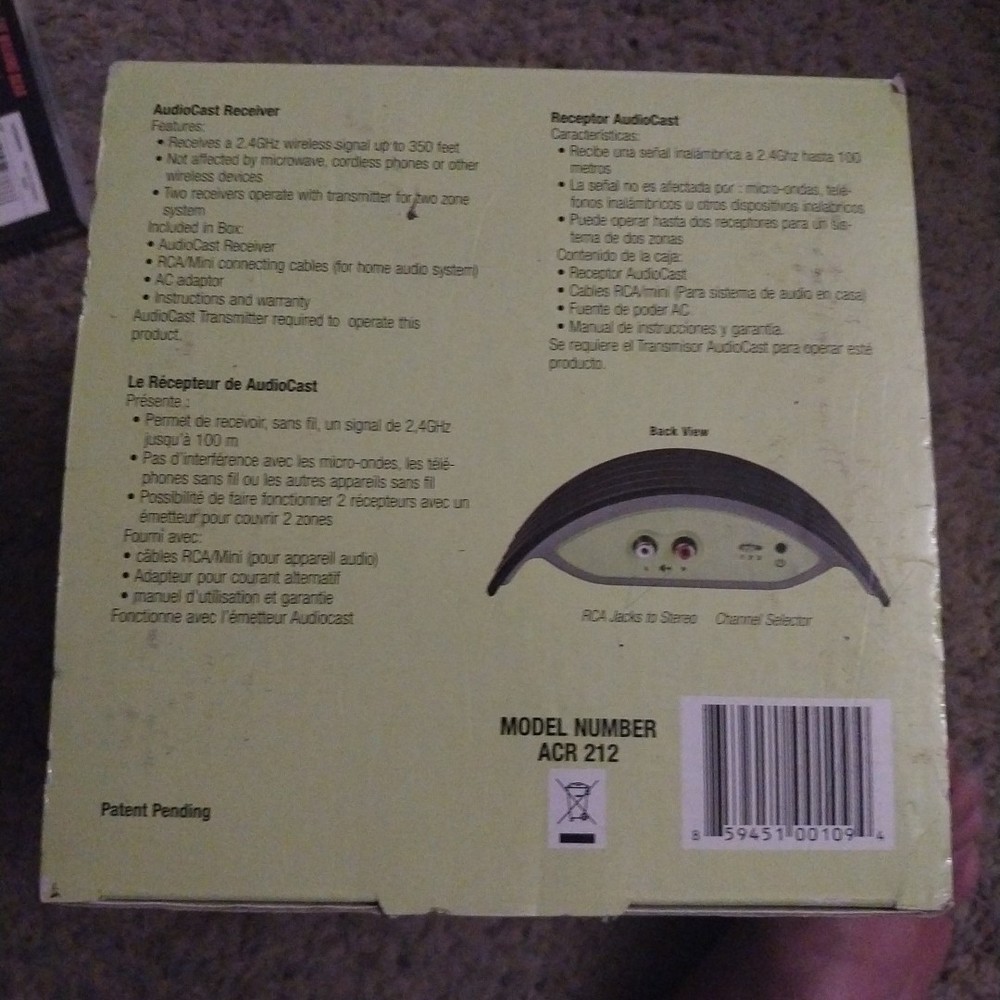 AudioCast Receiver
Features:
• Receives a 2.4GHz wireless signal up to 350 feet
• Not affected by microwave, cordless phones or other
wireless devices
• Two receivers operate with transmitter for two zone
system
Included in Box:
• AudioCast Receiver
• RCA/Mini connecting cables (for home audio system)
• AC adaptor
• Instructions and warranty
AudioCast Transmitter required to operate this
product.
Le Récepteur de AudioCast
Présente :
• Permet de recevoir, sans fil, un signal de 2,4GHz
jusqu'à 100 m
• Pas d'interférence avec les micro-ondes, les télé-
phones sans fil ou les autres appareils sans fil
• Possibilité de faire fonctionner 2 récepteurs avec un
émetteur pour couvrir 2 zones
Fourni avec:
• câbles RCA/Mini (pour appareil audio)
• Adapteur pour courant alternatif
• manuel d'utilisation et garantie
Fonctionne avec l'émetteur Audiocast
Receptor AudioCast
Características:
• Recibe una señal inalámbrica a 2.4Ghz hasta 100
metros
• La señal no es afectada por : micro-ondas, telé-
fonos inalámbricos u otros dispositivos inalabricos
• Puede operar hasta dos receptores para un sis-
tema de dos zonas
Contenido de la caja:
• Receptor AudioCast
• Cables RCA/mini (Para sistema de audio en casa)
• Fuente de poder AC
• Manual de instrucciones y garantía.
Se requiere el Transmisor AudioCast para operar esté
producto.
Back View
RCA Jacks to Stereo Channel Selector
MODEL NUMBER
ACR 212
Patent Pending
8 59451 00109 4